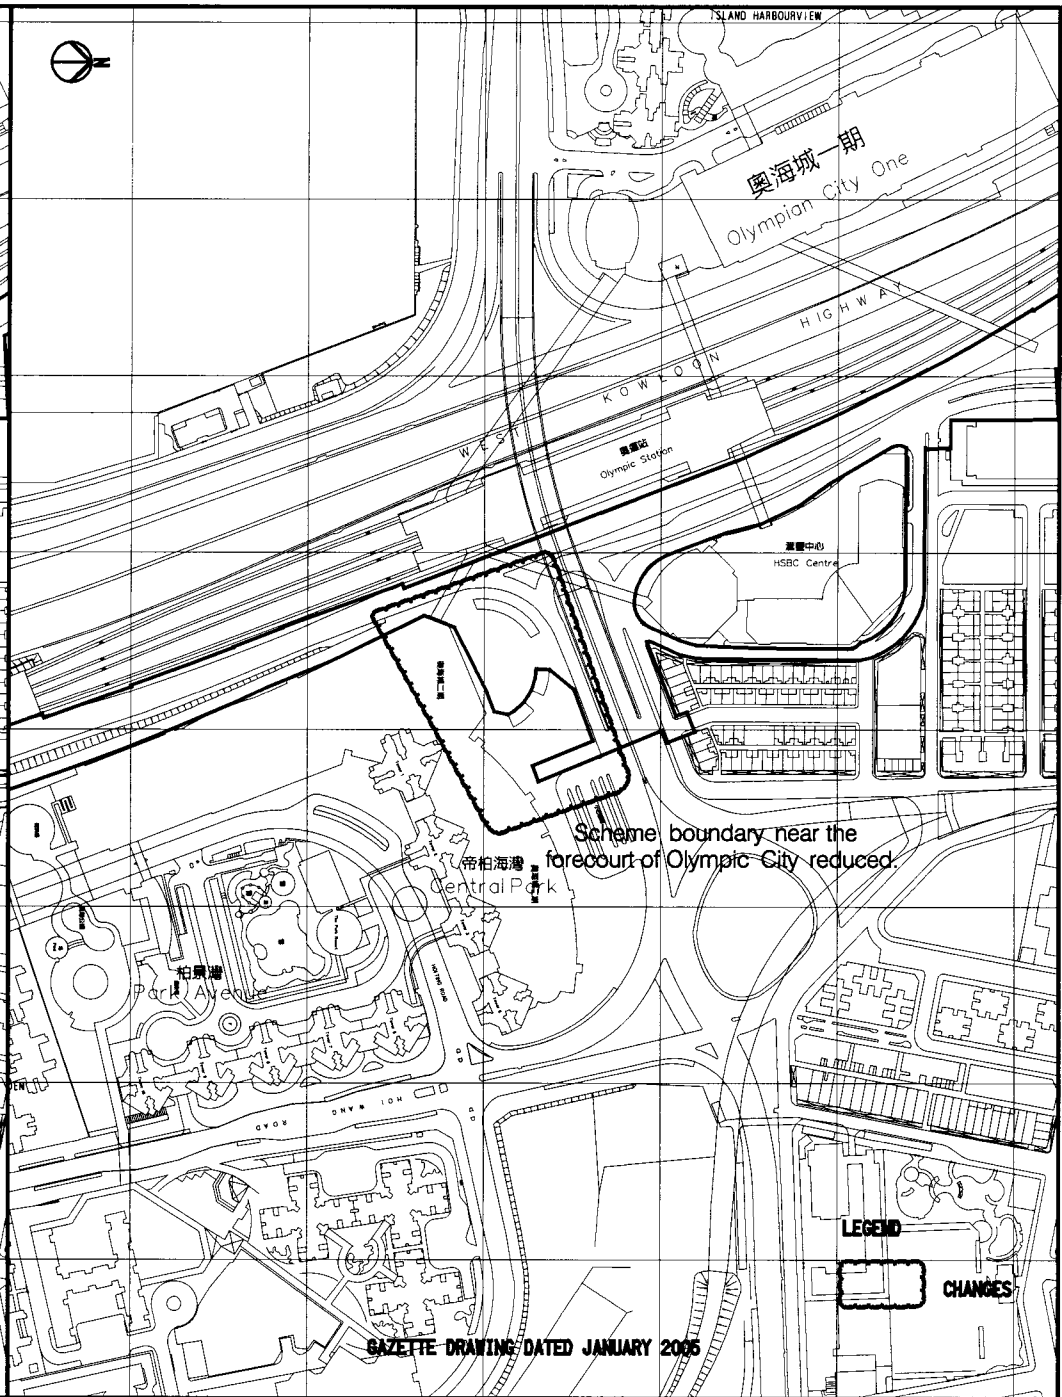 ISLAND HARBOURVIEW
N
奧海城一期
Olympian City One
WEST KOWLOON HIGHWAY
奧運站
Olympic Station
滙豐中心
HSBC Centre
Scheme boundary near the
forecourt of Olympic City reduced.
帝柏海灣
Central Park
柏景灣
Park Avenue
HOI WANG ROAD
LEGEND
CHANGES
GAZETTE DRAWING DATED JANUARY 2005